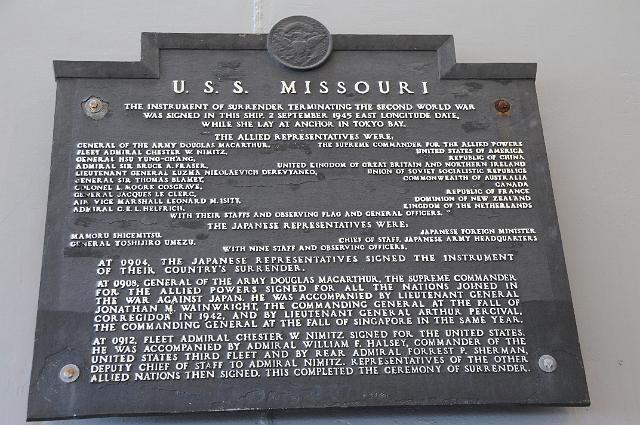 U.S.S. MISSOURI
THE INSTRUMENT OF SURRENDER TERMINATING THE SECOND WORLD WAR
WAS SIGNED IN THIS SHIP, 2 SEPTEMBER 1945 EAST LONGITUDE DATE,
WHILE SHE LAY AT ANCHOR IN TOKYO BAY.
"THE ALLIED REPRESENTATIVES WERE,
GENERAL OF THE ARMY DOUGLAS MACARTHUR, THE SUPREME COMMANDER FOR THE ALLIED POWERS
FLEET ADMIRAL CHESTER W. NIMITZ, UNITED STATES OF AMERICA
GENERAL HSU YUNG-CHANG, REPUBLIC OF CHINA
ADMIRAL SIR BRUCE A. FRASER, UNITED KINGDOM OF GREAT BRITAIN AND NORTHERN IRELAND
LIEUTENANT GENERAL KUZMA NIKOLAEVICH DEREVYANKO, UNION OF SOVIET SOCIALISTIC REPUBLICS
GENERAL SIR THOMAS BLAMEY, COMMONWEALTH OF AUSTRALIA
COLONEL L. MOORE COSGRAVE, CANADA
GENERAL JACQUES LE CLERC, REPUBLIC OF FRANCE
AIR VICE MARSHALL LEONARD M. ISITT, DOMINION OF NEW ZEALAND
ADMIRAL C.E.L. HELFRICH, KINGDOM OF THE NETHERLANDS
WITH THEIR STAFFS AND OBSERVING FLAG AND GENERAL OFFICERS."
THE JAPANESE REPRESENTATIVES WERE,
MAMORU SHIGEMITSU, JAPANESE FOREIGN MINISTER
GENERAL YOSHIJIRO UMEZU, CHIEF OF STAFF, JAPANESE ARMY HEADQUARTERS
WITH NINE STAFF AND OBSERVING OFFICERS.
AT 0904, THE JAPANESE REPRESENTATIVES SIGNED THE INSTRUMENT
OF THEIR COUNTRY'S SURRENDER.
AT 0908, GENERAL OF THE ARMY DOUGLAS MACARTHUR, THE SUPREME COMMANDER
FOR THE ALLIED POWERS SIGNED FOR ALL THE NATIONS JOINED IN
THE WAR AGAINST JAPAN. HE WAS ACCOMPANIED BY LIEUTENANT GENERAL
JONATHAN M. WAINWRIGHT, THE COMMANDING GENERAL AT THE FALL OF
CORREGIDOR IN 1942, AND BY LIEUTENANT GENERAL ARTHUR PERCIVAL,
THE COMMANDING GENERAL AT THE FALL OF SINGAPORE IN THE SAME YEAR.
AT 0912, FLEET ADMIRAL CHESTER W. NIMITZ SIGNED FOR THE UNITED STATES.
HE WAS ACCOMPANIED BY ADMIRAL WILLIAM F. HALSEY, COMMANDER OF THE
UNITED STATES THIRD FLEET AND BY REAR ADMIRAL FORREST P. SHERMAN,
DEPUTY CHIEF OF STAFF TO ADMIRAL NIMITZ. REPRESENTATIVES OF THE OTHER
ALLIED NATIONS THEN SIGNED. THIS COMPLETED THE CEREMONY OF SURRENDER.